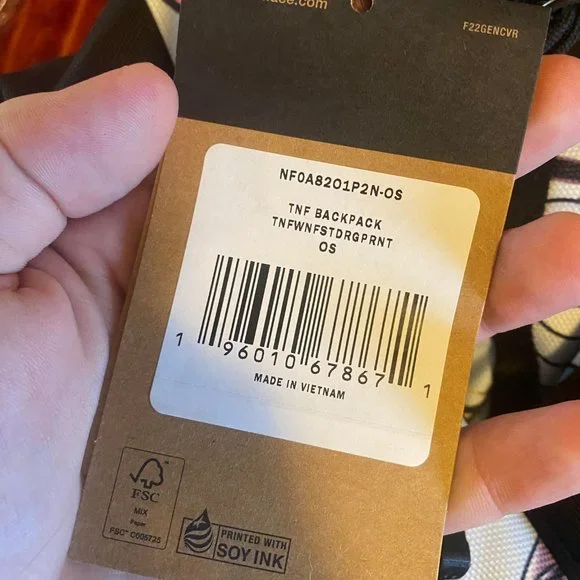 F22GENCVR
NF0A82O1P2N-OS
TNF BACKPACK
TNFWNFSTDRGPRNT
OS
1 96010 67867 1
MADE IN VIETNAM
FSC
MIX
Paper
PRINTED WITH
SOY INK